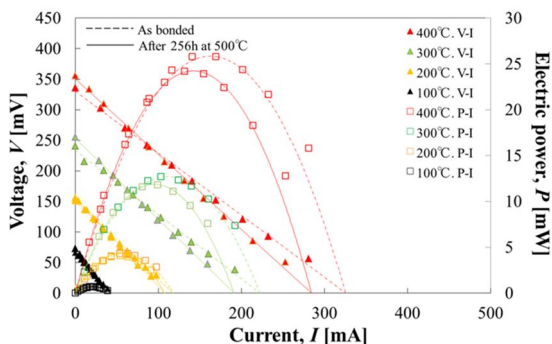 As bonded
After 256h at 500℃
400℃. V-I
300℃. V-I
200℃. V-I
100℃. V-I
400℃. P-I
300℃. P-I
200℃. P-I
100℃. P-I
Voltage, V [mV]
450
400
350
300
250
200
150
100
50
0
Electric power, P [mW]
30
25
20
15
10
5
0
0
100
200
300
400
500
Current, I [mA]